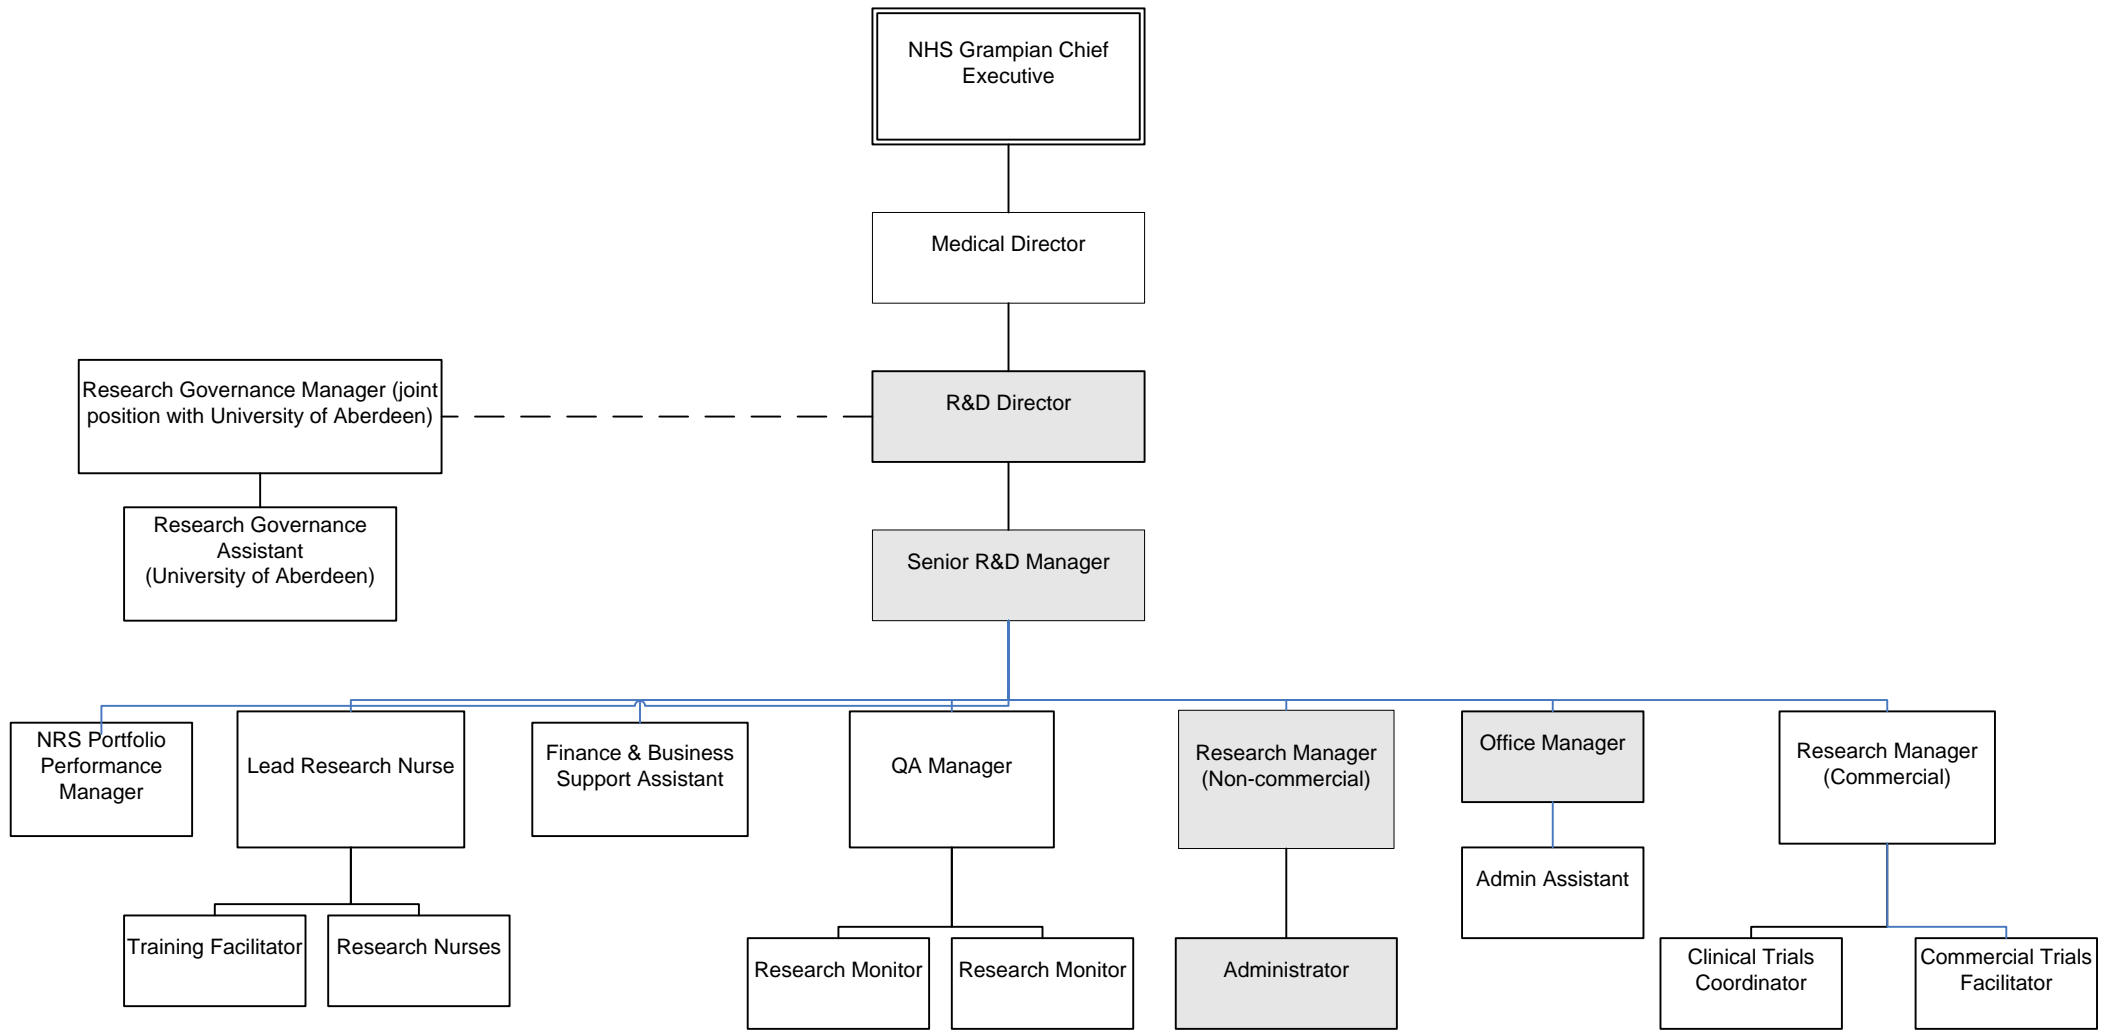 NHS Grampian Chief
Executive
Medical Director
Research Governance Manager (joint
position with University of Aberdeen)
R&D Director
Research Governance
Assistant
(University of Aberdeen)
Senior R&D Manager
NRS Portfolio
Performance
Manager
Lead Research Nurse
Finance & Business
Support Assistant
QA Manager
Research Manager
(Non-commercial)
Office Manager
Research Manager
(Commercial)
Admin Assistant
Training Facilitator
Research Nurses
Research Monitor
Research Monitor
Administrator
Clinical Trials
Coordinator
Commercial Trials
Facilitator